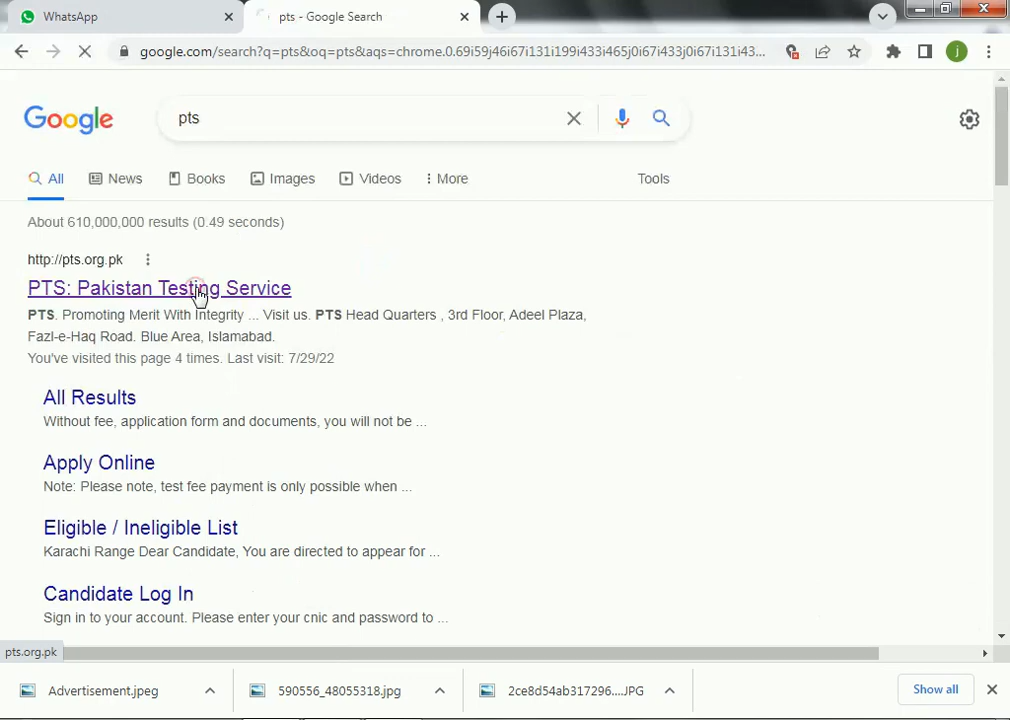 WhatsApp
pts - Google Search
google.com/search?q=pts&oq=pts&aqs=chrome.0.69i59j46i67i131i199i433i465j0i67i433j0i67i131i43...
j
Google
pts
All
News
Books
Images
Videos
More
Tools
About 610,000,000 results (0.49 seconds)
http://pts.org.pk
PTS: Pakistan Testing Service
PTS. Promoting Merit With Integrity ... Visit us. PTS Head Quarters , 3rd Floor, Adeel Plaza,
Fazl-e-Haq Road. Blue Area, Islamabad.
You've visited this page 4 times. Last visit: 7/29/22
All Results
Without fee, application form and documents, you will not be ...
Apply Online
Note: Please note, test fee payment is only possible when ...
Eligible / Ineligible List
Karachi Range Dear Candidate, You are directed to appear for ...
Candidate Log In
Sign in to your account. Please enter your cnic and password to ...
pts.org.pk
Advertisement.jpeg
590556_48055318.jpg
2ce8d54ab317296....JPG
Show all